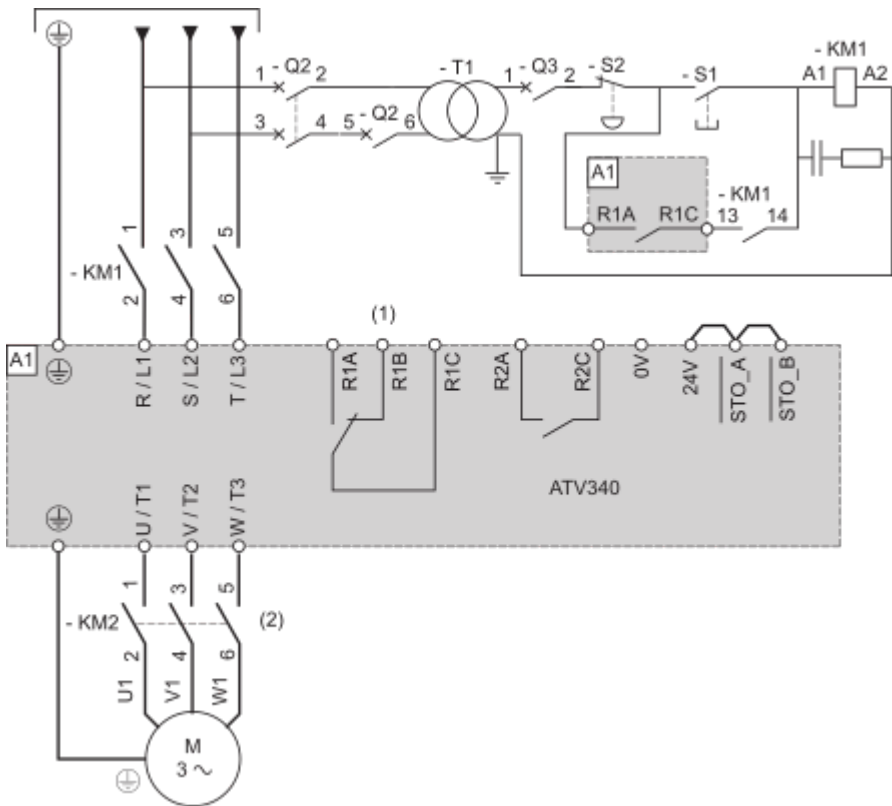 1 - Q2 2 - T1 1 - Q3 2 - S2 - S1 - KM1
A1 A2
3 4 5 - Q2 6
A1
R1A R1C
- KM1
13 14
- KM1
1 3 5
2 4 6
(1)
A1
R / L1 S / L2 T / L3 R1A R1B R1C R2A R2C 0V 24V STO_A STO_B
ATV340
U / T1 V / T2 W / T3
1 3 5
- KM2 (2)
2 4 6
U1 V1 W1
M
3 ~